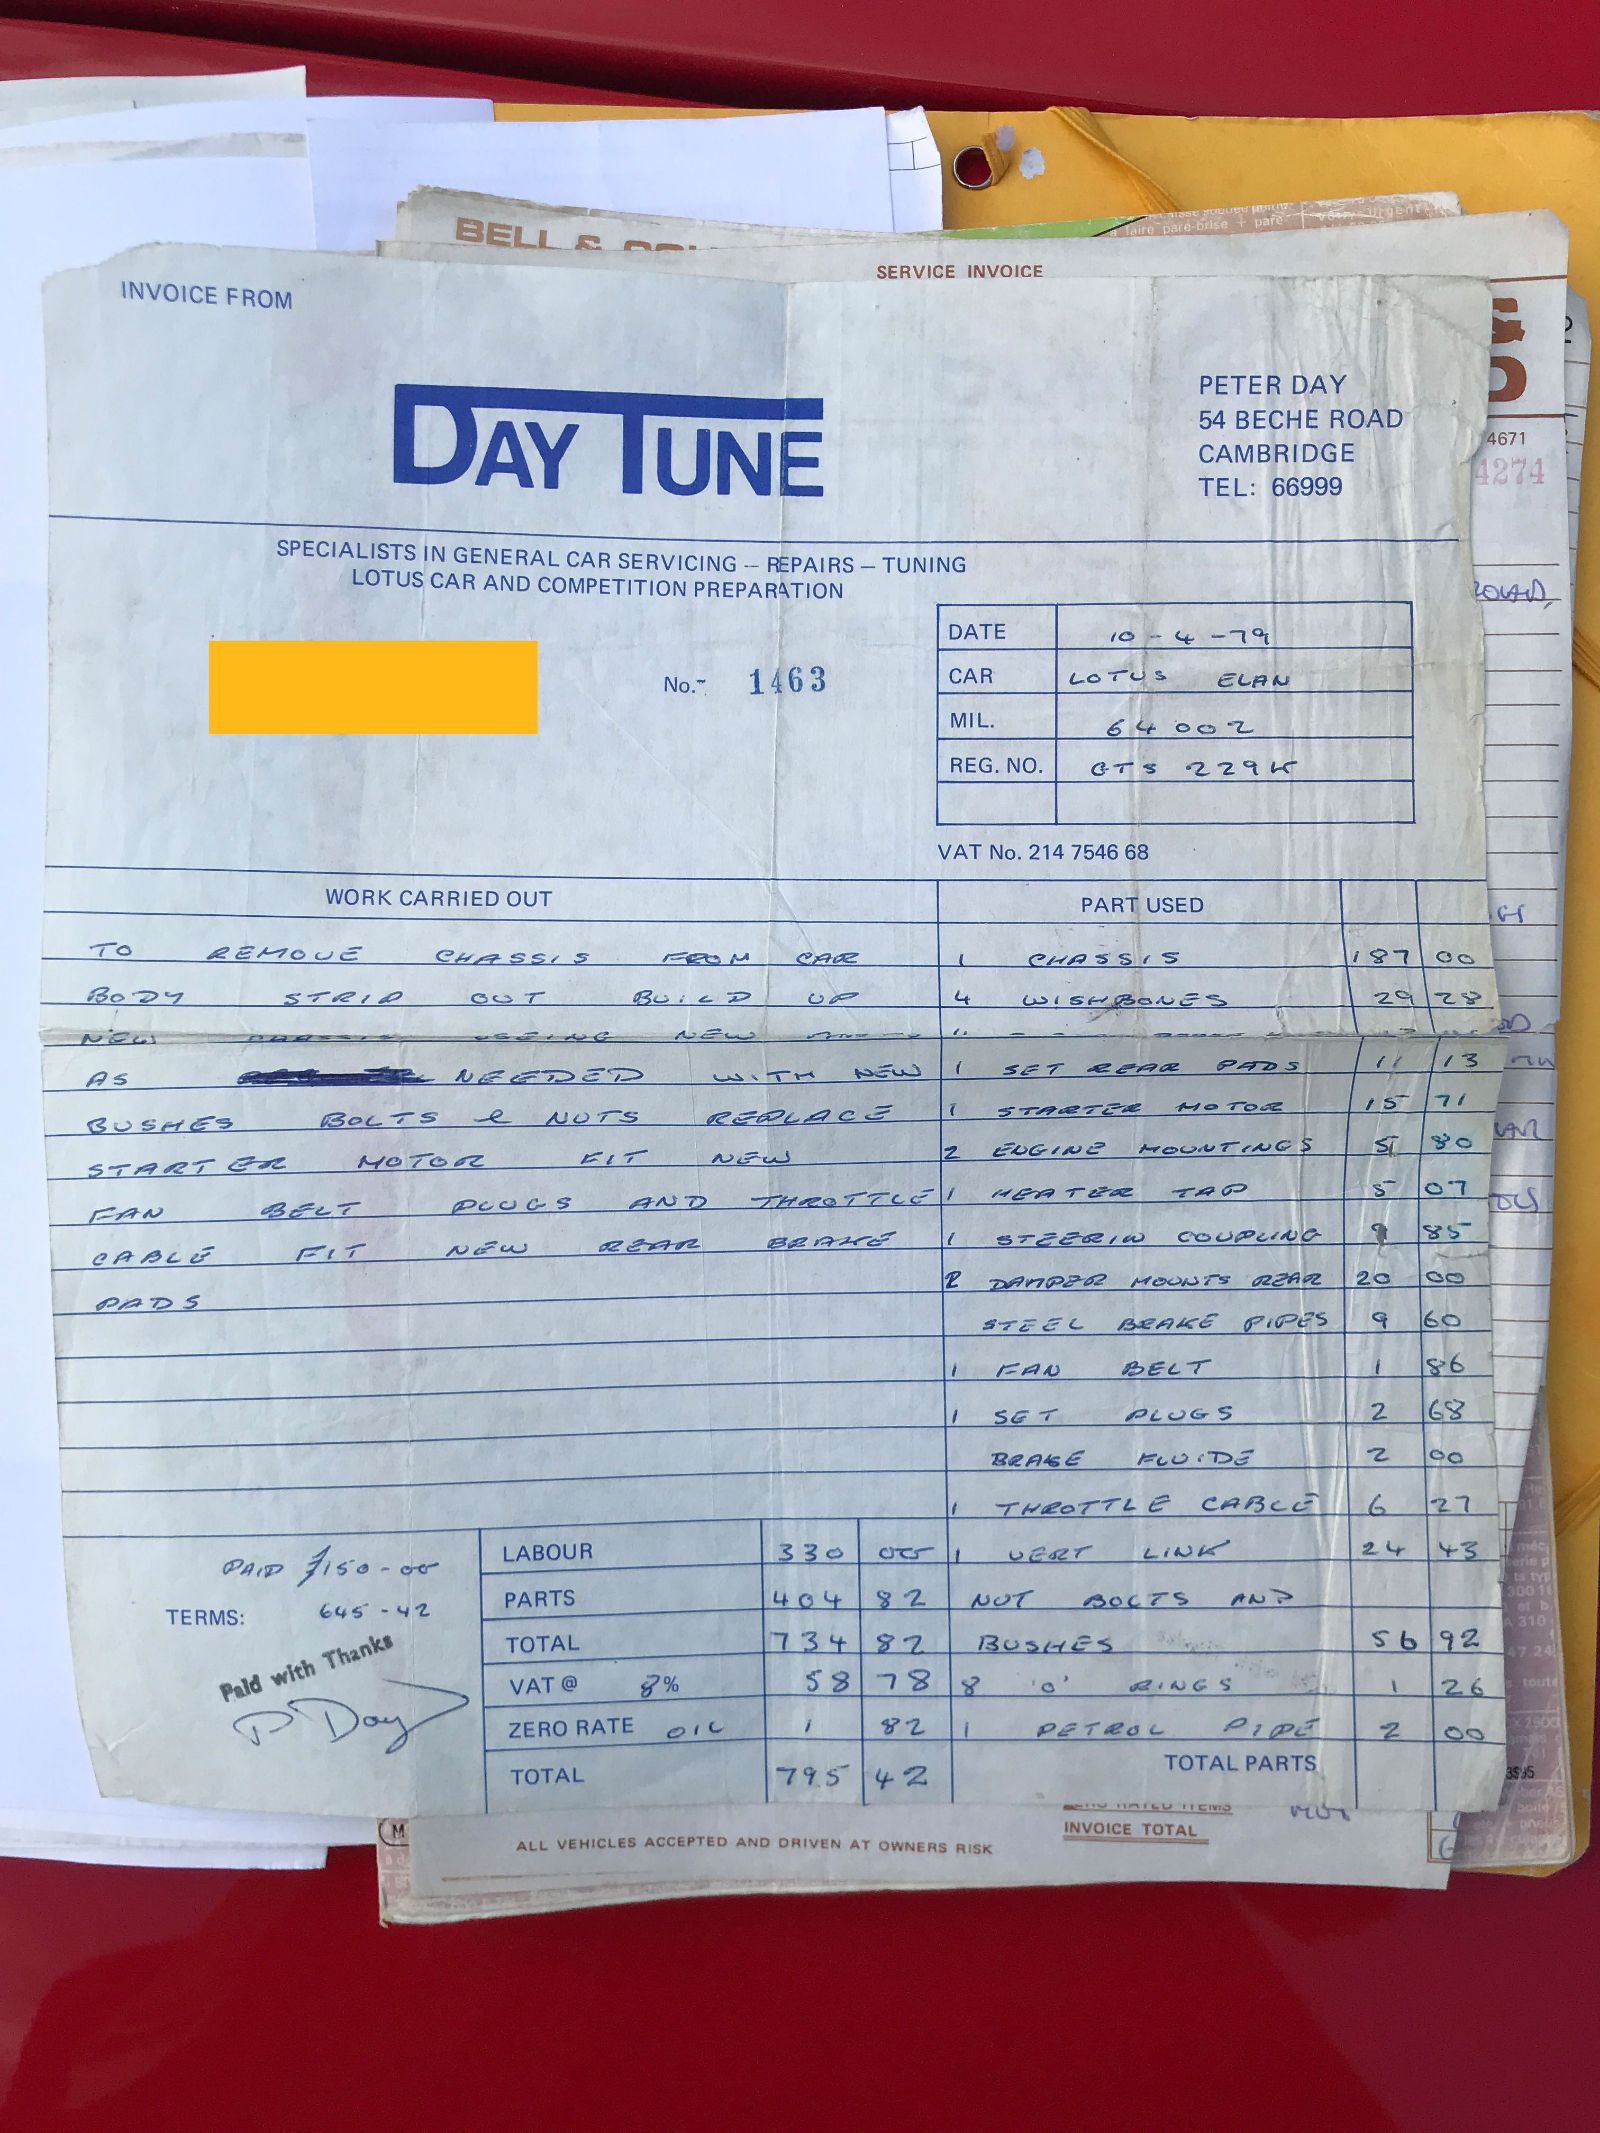 BELL &
SERVICE INVOICE
INVOICE FROM
DAY TUNE
PETER DAY
54 BECHE ROAD
CAMBRIDGE
TEL: 66999
4671
4274
SPECIALISTS IN GENERAL CAR SERVICING – REPAIRS – TUNING
LOTUS CAR AND COMPETITION PREPARATION
No. 1463
DATE 10-4-79
CAR LOTUS ELAN
MIL. 64002
REG. NO. GTS 229K
VAT No. 214 7546 68
WORK CARRIED OUT
TO REMOVE CHASSIS FROM CAR
BODY STRIP OUT BUILD UP
NEW CHASSIS USEING NEW
AS NEEDED WITH NEW
BUSHES BOLTS & NUTS REPLACE
STARTER MOTOR FIT NEW
FAN BELT PLUGS AND THROTTLE
CABLE FIT NEW REAR BRAKE
PADS
PART USED
1 CHASSIS 187 00
4 WISHBONES 29 28
1 SET REAR PADS 11 13
1 STARTER MOTOR 15 71
2 ENGINE MOUNTINGS 5 80
1 HEATER TAP 5 07
1 STEERIN COUPLING 9 85
2 DAMPER MOUNTS REAR 20 00
STEEL BRAKE PIPES 9 60
1 FAN BELT 1 86
1 SET PLUGS 2 68
BRAKE FLUIDE 2 00
1 THROTTLE CABLE 6 27
1 VERT LINK 24 43
NUT BOLTS AND
BUSHES 56 92
8 'O' RINGS 1 26
1 PETROL PIPE 2 00
TOTAL PARTS
PAID £150-00
TERMS: 645-42
Paid with Thanks
P Day
LABOUR 330 00
PARTS 404 82
TOTAL 734 82
VAT @ 8% 58 78
ZERO RATE OIL 1 82
TOTAL 795 42
ZERO RATED ITEMS
INVOICE TOTAL
ALL VEHICLES ACCEPTED AND DRIVEN AT OWNERS RISK